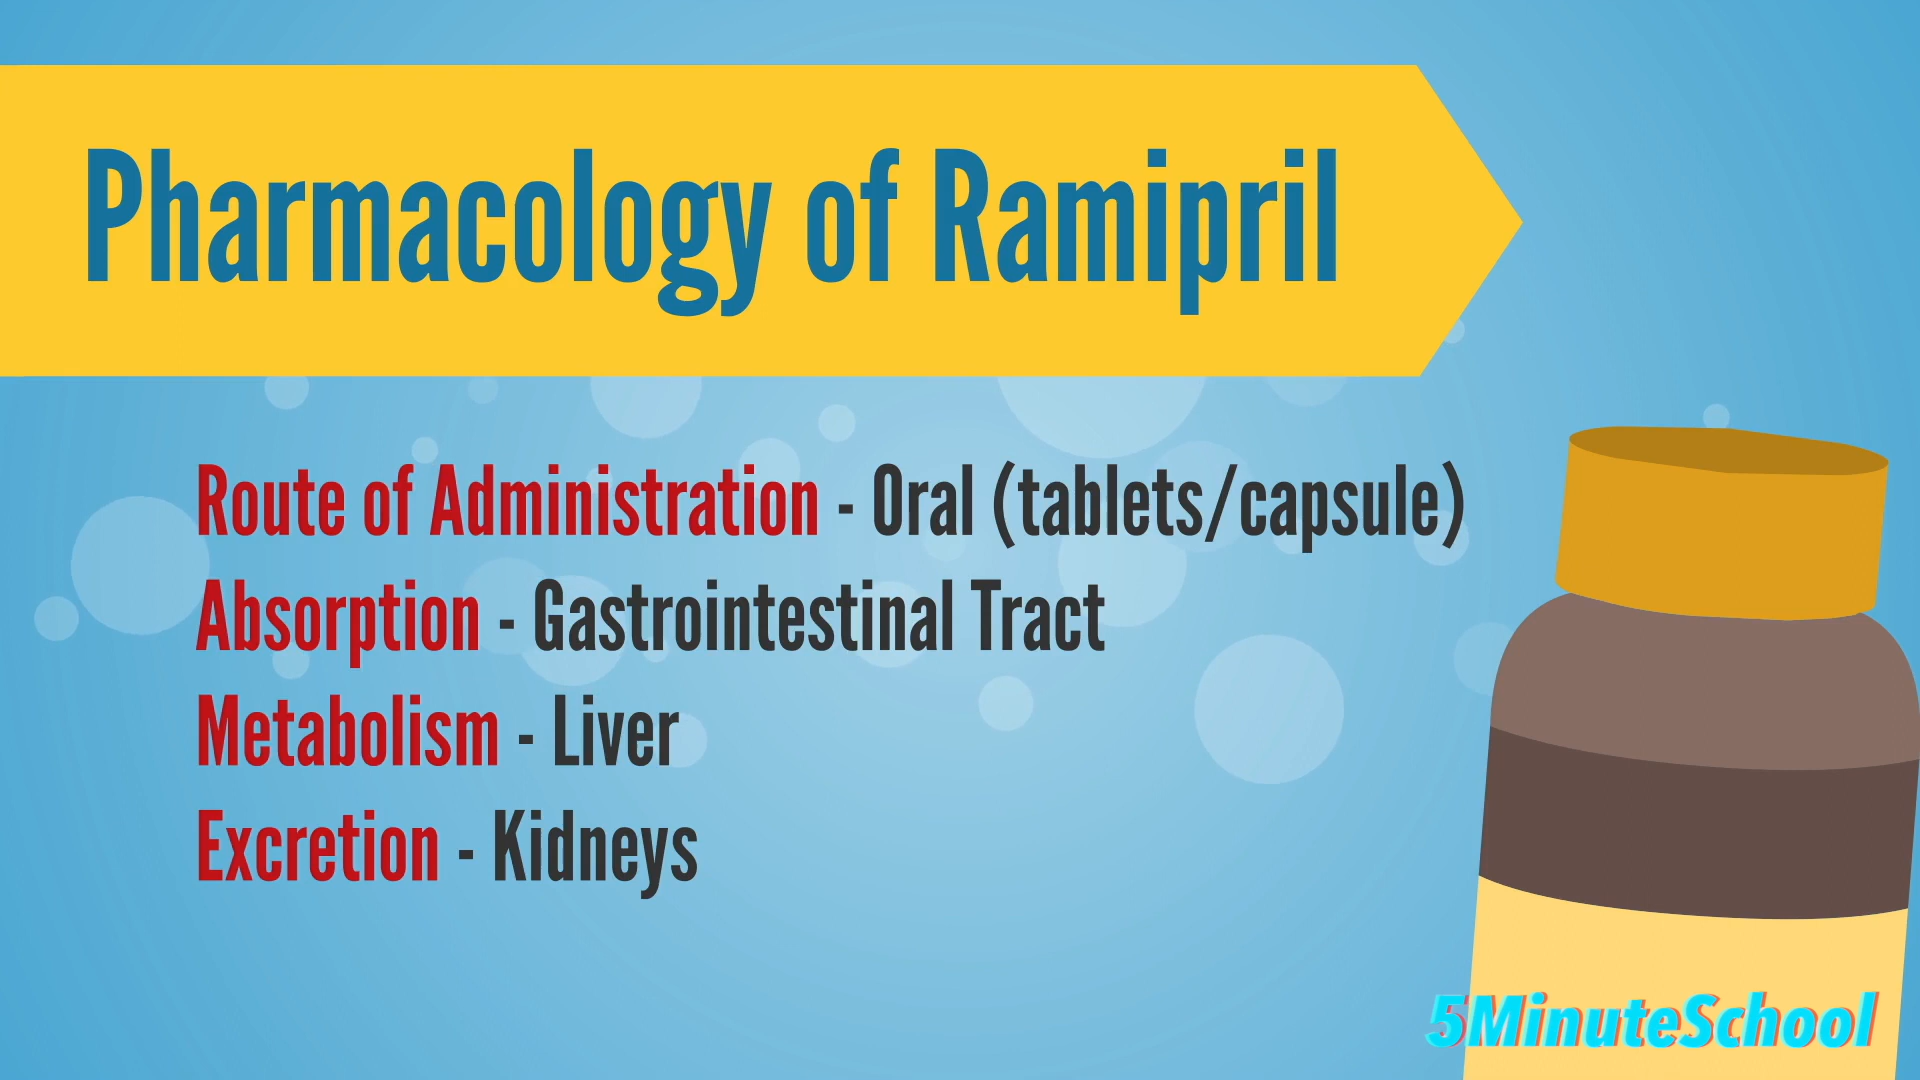 Pharmacology of Ramipril
Route of Administration - Oral (tablets/capsule)
Absorption - Gastrointestinal Tract
Metabolism - Liver
Excretion - Kidneys
5MinuteSchool